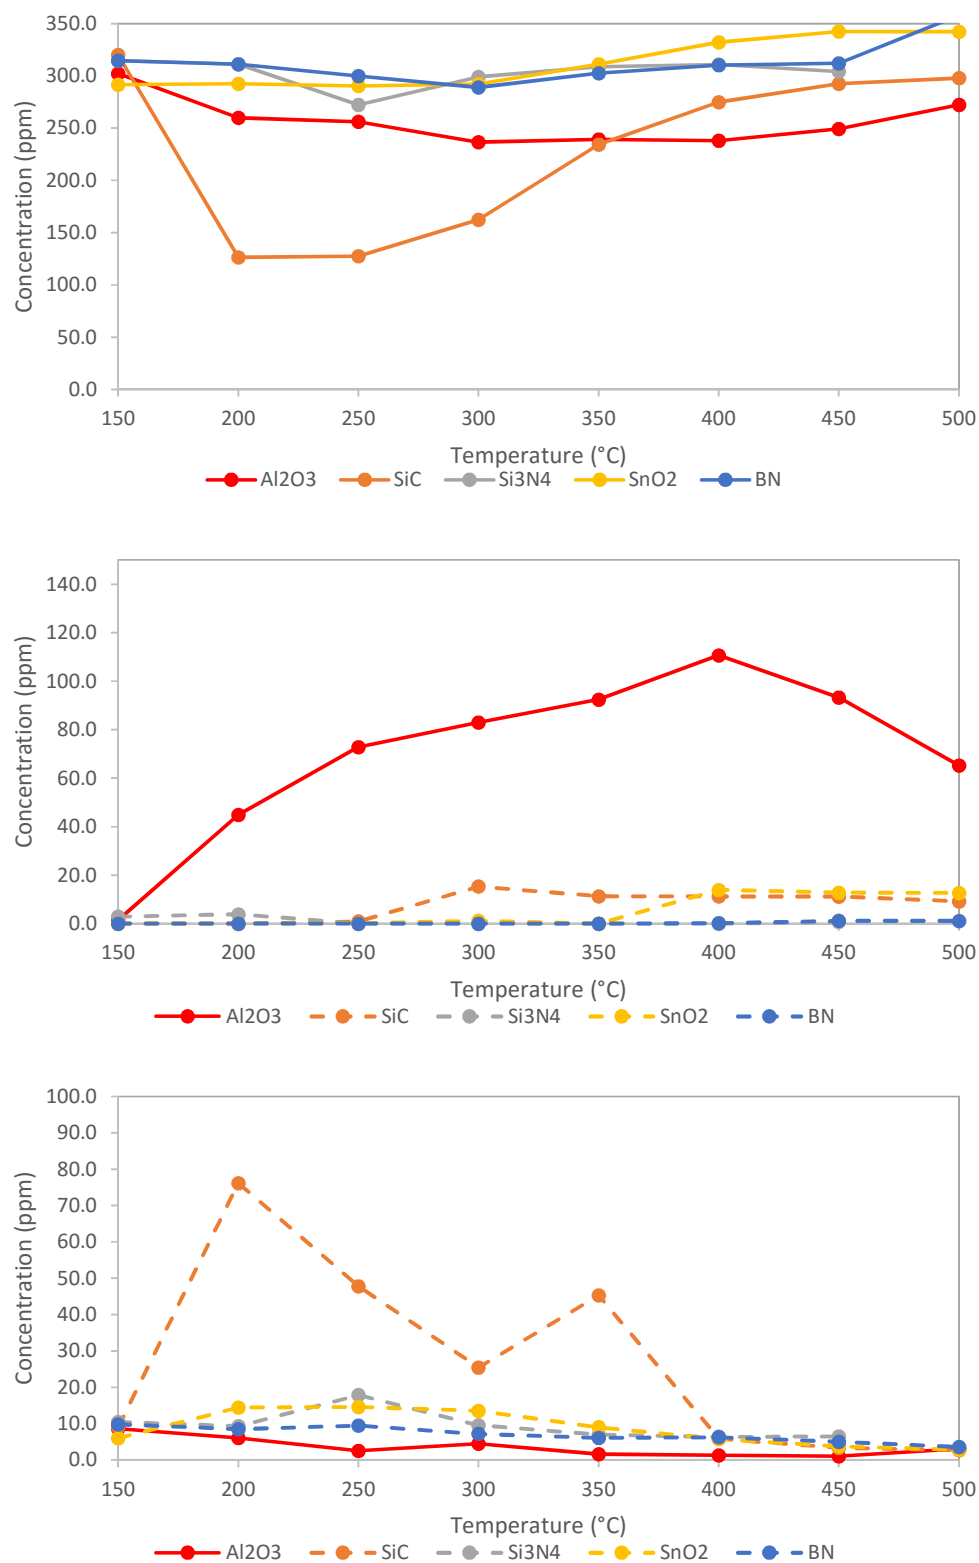 350.0
300.0
250.0
200.0
150.0
100.0
50.0
0.0
Concentration (ppm)
150 200 250 300 350 400 450 500
Temperature (°C)
Al2O3 SiC Si3N4 SnO2 BN
140.0
120.0
100.0
80.0
60.0
40.0
20.0
0.0
Concentration (ppm)
150 200 250 300 350 400 450 500
Temperature (°C)
Al2O3 SiC Si3N4 SnO2 BN
100.0
90.0
80.0
70.0
60.0
50.0
40.0
30.0
20.0
10.0
0.0
Concentration (ppm)
150 200 250 300 350 400 450 500
Temperature (°C)
Al2O3 SiC Si3N4 SnO2 BN